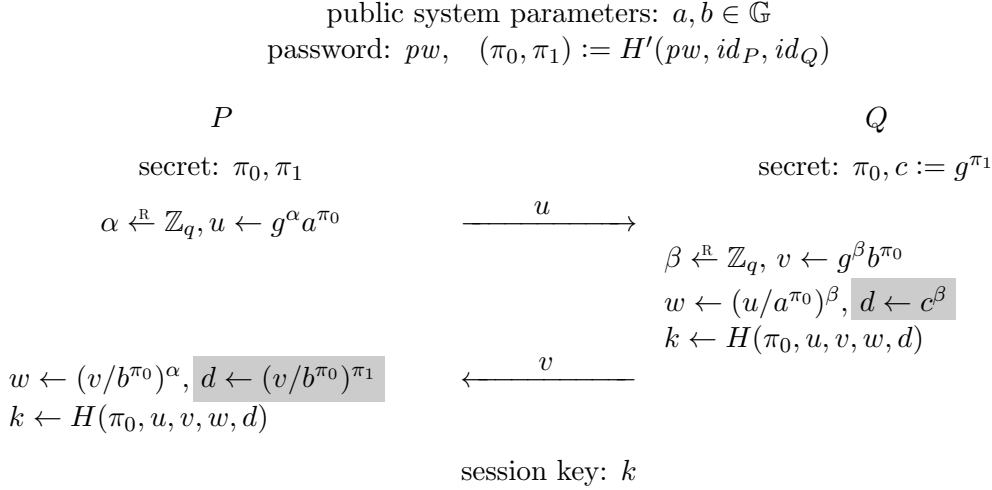 public system parameters: a, b ∈ 𝔾
password: pw, (π₀, π₁) := H′(pw, id_P, id_Q)
P
Q
secret: π₀, π₁
secret: π₀, c := g^{π₁}
α ←ᴿ ℤ_q, u ← g^α a^{π₀}
u
β ←ᴿ ℤ_q, v ← g^β b^{π₀}
w ← (u/a^{π₀})^β, d ← c^β
k ← H(π₀, u, v, w, d)
v
w ← (v/b^{π₀})^α, d ← (v/b^{π₀})^{π₁}
k ← H(π₀, u, v, w, d)
session key: k